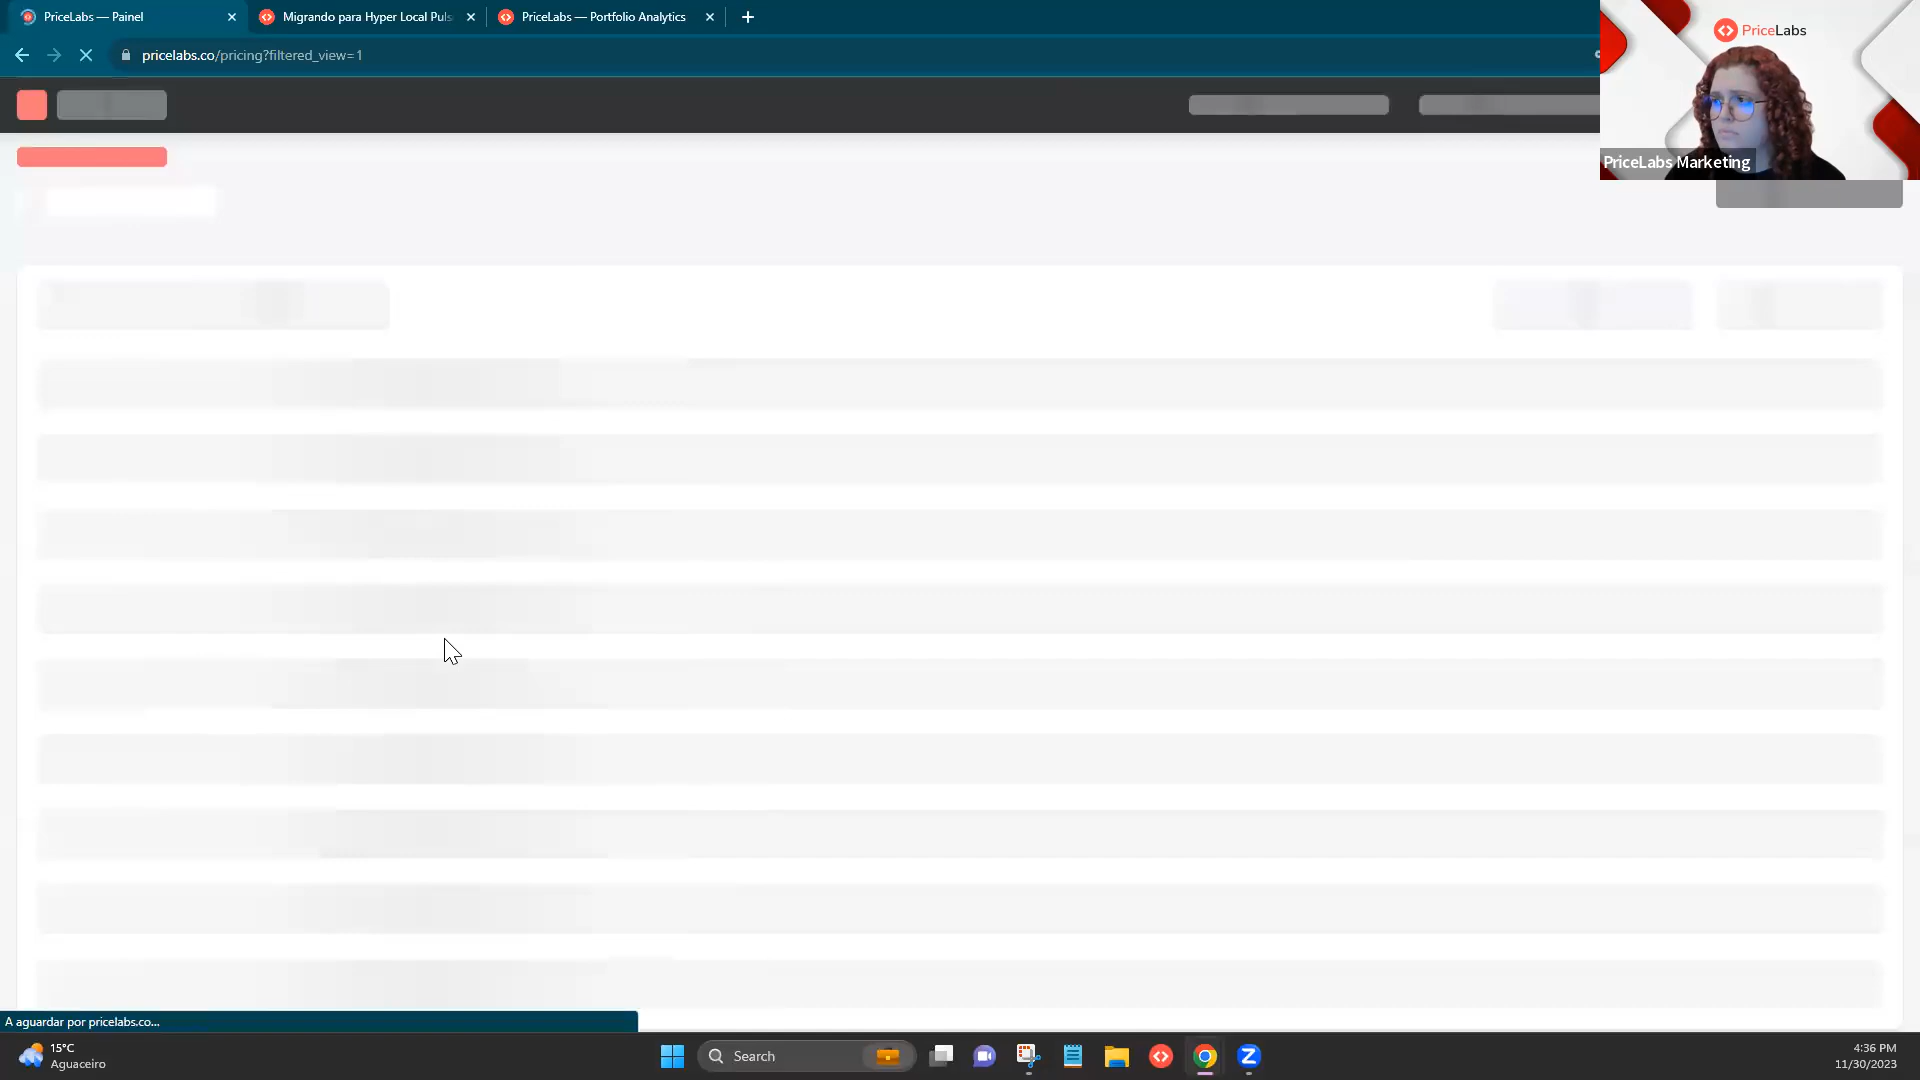 PriceLabs — Painel
Migrando para Hyper Local Puls
PriceLabs — Portfolio Analytics
pricelabs.co/pricing?filtered_view=1
PriceLabs
PriceLabs Marketing
A aguardar por pricelabs.co...
15°C
Aguaceiro
Search
4:36 PM
11/30/2023